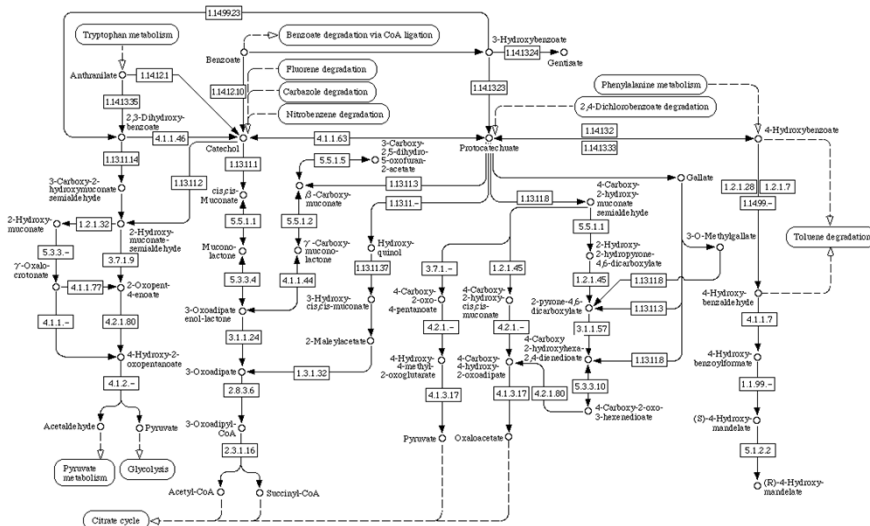 1.14.99.23
Tryptophan metabolism
Benzoate degradation via CoA ligation
3-Hydroxybenzoate
Benzoate
1.14.13.24
Gentisate
Anthranilate
1.14.12.1
1.14.12.10
Fluorene degradation
1.14.13.35
Carbazole degradation
1.14.13.23
Phenylalanine metabolism
2,3-Dihydroxy-
benzoate
Nitrobenzene degradation
2,4-Dichlorobenzoate degradation
1.1.1.46
4.1.1.63
1.14.13.2
1.14.13.33
4-Hydroxybenzoate
Catechol
Protocatechuate
1.13.11.14
1.13.11.2
1.13.11.1
5.5.1.5
3-Carboxy-
2,5-dihydro-
5-oxofuran-
2-acetate
3-Carboxy-2-
hydroxymuconate
semialdehyde
cis,cis-
Muconate
β-Carboxy-
muconate
1.13.11.3
1.13.11.-
1.13.11.8
4-Carboxy-
2-hydroxy-
muconate
semialdehyde
Gallate
1.2.1.28
1.2.1.7
1.14.99.-
2-Hydroxy-
muconate
1.2.1.32
2-Hydroxy-
muconate-
semialdehyde
5.5.1.1
5.5.1.2
5.5.1.1
3-O-Methylgallate
Toluene degradation
5.3.3.-
3.7.1.9
Mucono-
lactone
γ-Carboxy-
mucono-
lactone
Hydroxy-
quinol
3.7.1.-
1.2.1.45
2-Hydroxy-
2-hydropyrone-
4,6-dicarboxylate
γ-Oxalo-
crotonate
4.1.1.77
2-Oxopent-
4-enoate
5.3.3.4
4.1.1.44
1.13.11.37
1.2.1.45
1.13.11.8
4-Hydroxy-
benzaldehyde
4.1.1.-
4.2.1.80
3-Oxoadipate
enol-lactone
3-Hydroxy-
cis,cis-muconate
4-Carboxy-
2-oxo-
4-pentanoate
4-Carboxy-
2-hydroxy-cis,
cis-muconate
2-pyrone-4,6-
dicarboxylate
1.13.11.3
4.1.1.7
3.1.1.24
2-Maleylacetate
4.2.1.-
4.2.1.-
3.1.1.57
4-Carboxy
2-hydroxyhexa-
2,4-dienedioate
1.13.11.8
4-Hydroxy-
benzoylformate
4-Hydroxy-2-
oxopentanoate
3-Oxoadipate
1.3.1.32
4-Hydroxy-
4-methyl-
2-oxoglutarate
4-Carboxy-
4-hydroxy-
2-oxoadipate
5.3.3.10
1.1.99.-
4.1.2.-
2.8.3.6
4.1.3.17
4.1.3.17
4.2.1.80
4-Carboxy-2-oxo-
3-hexenedioate
(S)-4-Hydroxy-
mandelate
Acetaldehyde
Pyruvate
3-Oxoadipyl-
CoA
Pyruvate
Oxaloacetate
5.1.2.2
2.3.1.16
Pyruvate
metabolism
Glycolysis
(R)-4-Hydroxy-
mandelate
Acetyl-CoA
Succinyl-CoA
Citrate cycle